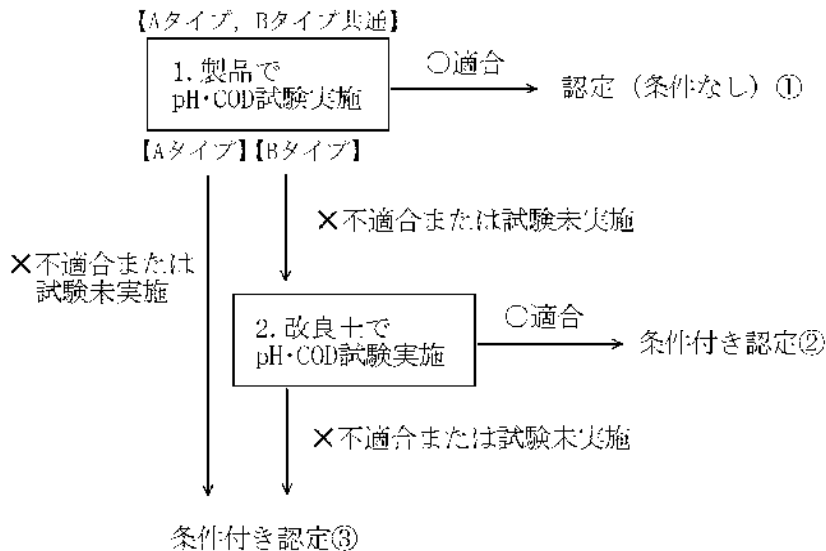 【Aタイプ，Bタイプ共通】
1. 製品で
pH･COD試験実施
○適合
認定（条件なし）①
【Aタイプ】【Bタイプ】
×不適合または試験未実施
×不適合または
試験未実施
2. 改良土で
pH･COD試験実施
○適合
条件付き認定②
×不適合または試験未実施
条件付き認定③